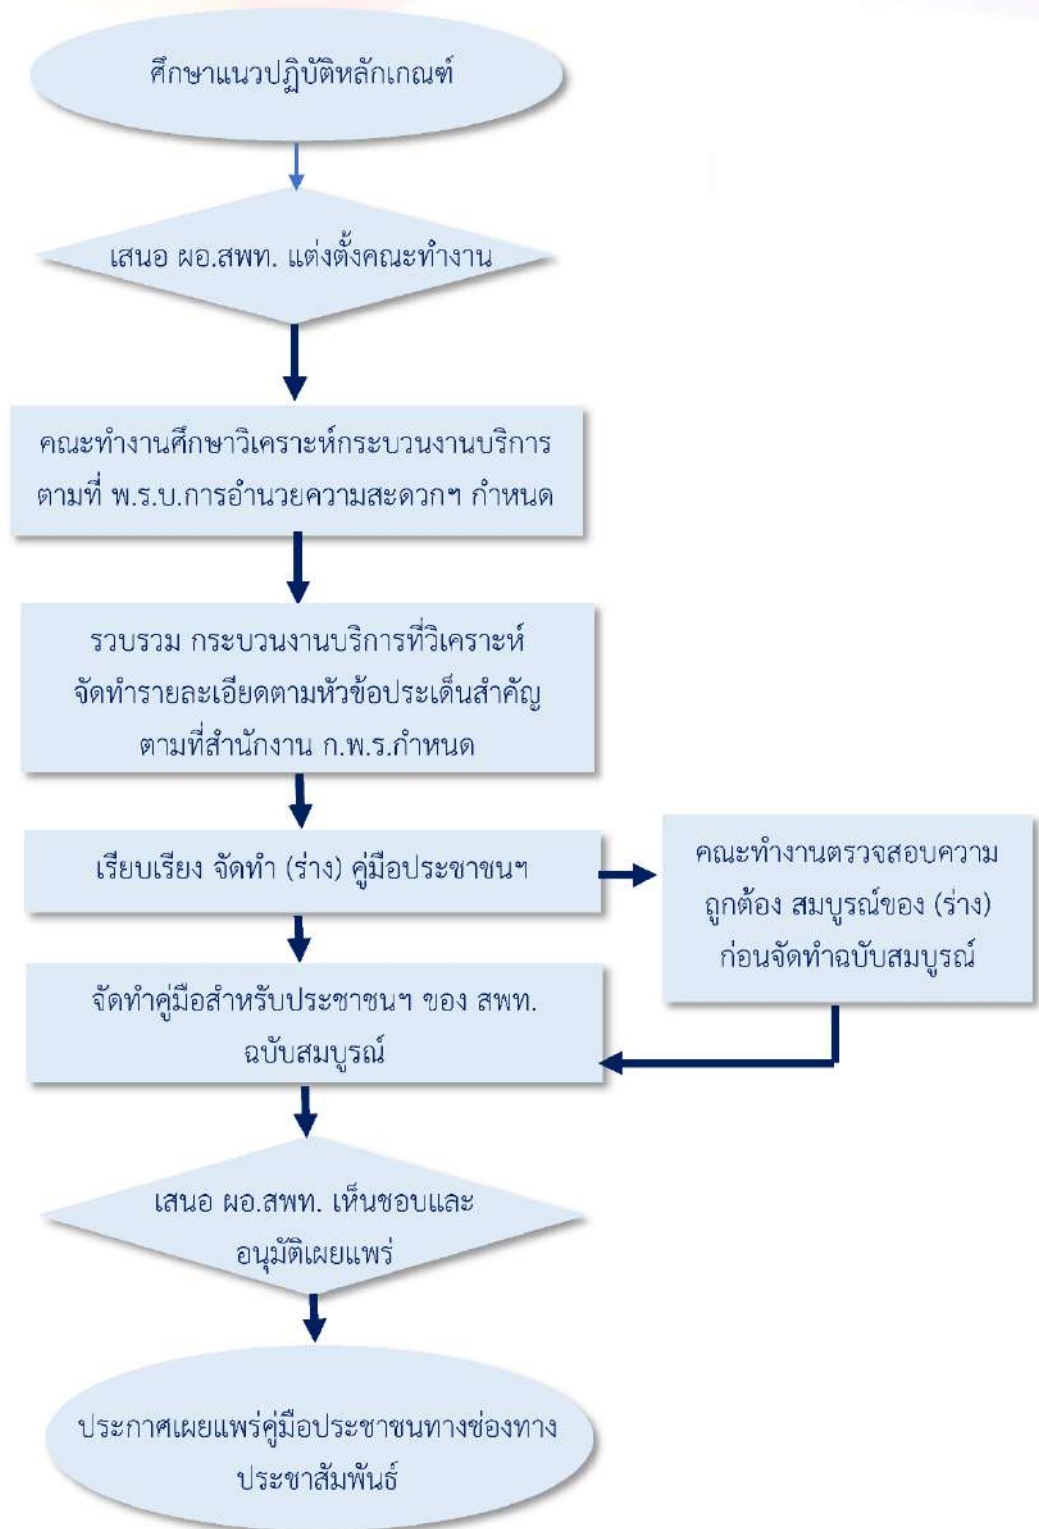 ศึกษาแนวปฏิบัติหลักเกณฑ์
เสนอ ผอ.สพท. แต่งตั้งคณะทำงาน
คณะทำงานศึกษาวิเคราะห์กระบวนงานบริการ
ตามที่ พ.ร.บ.การอำนวยความสะดวกฯ กำหนด
รวบรวม กระบวนงานบริการที่วิเคราะห์
จัดทำรายละเอียดตามหัวข้อประเด็นสำคัญ
ตามที่สำนักงาน ก.พ.ร.กำหนด
เรียบเรียง จัดทำ (ร่าง) คู่มือประชาชนฯ
คณะทำงานตรวจสอบความ
ถูกต้อง สมบูรณ์ของ (ร่าง)
ก่อนจัดทำฉบับสมบูรณ์
จัดทำคู่มือสำหรับประชาชนฯ ของ สพท.
ฉบับสมบูรณ์
เสนอ ผอ.สพท. เห็นชอบและ
อนุมัติเผยแพร่
ประกาศเผยแพร่คู่มือประชาชนทางช่องทาง
ประชาสัมพันธ์